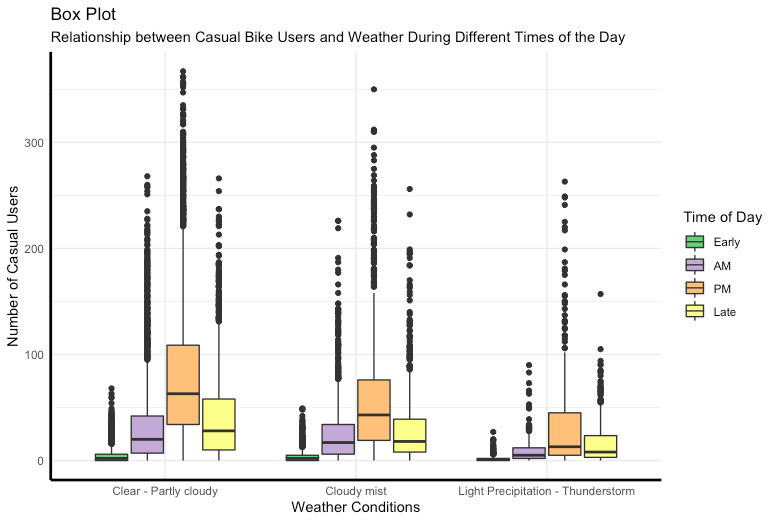 Box Plot
Relationship between Casual Bike Users and Weather During Different Times of the Day
Number of Casual Users
300
200
100
0
Clear - Partly cloudy
Cloudy mist
Light Precipitation - Thunderstorm
Weather Conditions
Time of Day
Early
AM
PM
Late